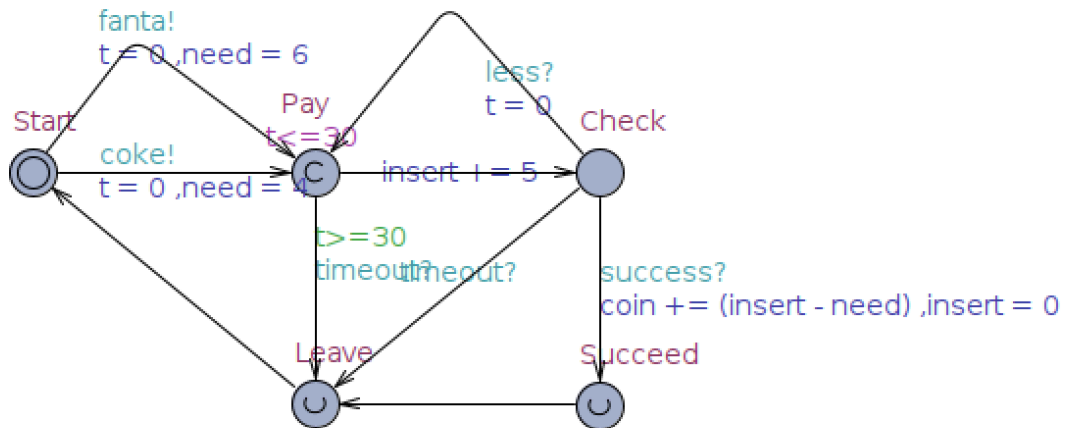 fanta!
t = 0 ,need = 6
less?
t = 0
Start
Pay
t<=30
Check
coke!
t = 0 ,need = 4
C
insert += 5
t>=30
timeout?
timeout?
success?
coin += (insert - need) ,insert = 0
Leave
Succeed
U
U